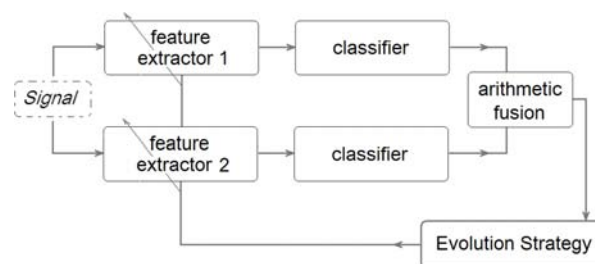 feature
extractor 1
classifier
Signal
arithmetic
fusion
feature
extractor 2
classifier
Evolution Strategy